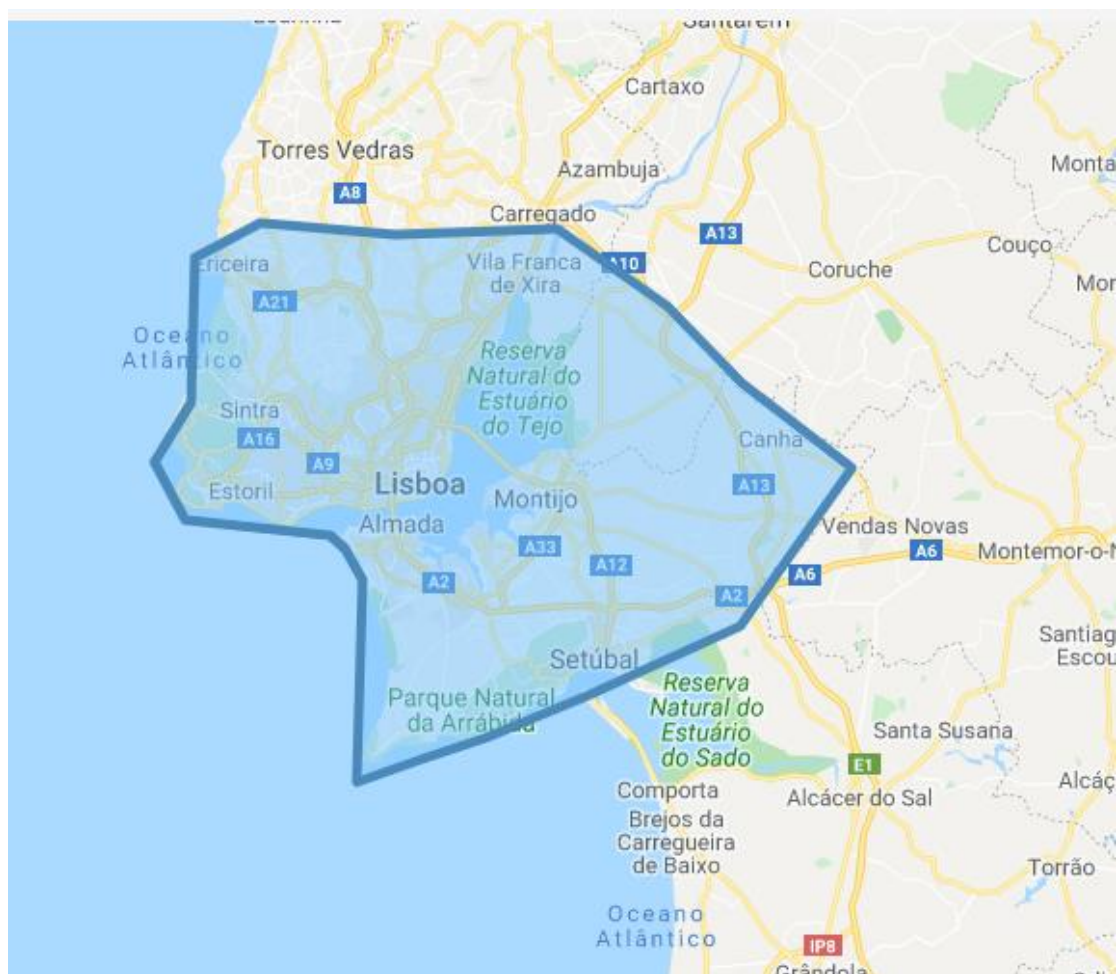 Santarém
Cartaxo
Torres Vedras
Azambuja
A8
Carregado
A13
Couço
Ericeira
Vila Franca
de Xira
A10
Coruche
A21
Oceano
Atlântico
Reserva
Natural do
Estuário
do Tejo
Sintra
A16
Canha
A9
Estoril
Lisboa
Montijo
A13
Almada
Vendas Novas
A33
A12
A6
Montemor-o-N
A2
A2
A6
Setúbal
Santiag
Escou
Parque Natural
da Arrábida
Reserva
Natural do
Estuário
do Sado
Santa Susana
E1
Comporta
Alcácer do Sal
Alcáç
Brejos da
Carregueira
de Baixo
Torrão
Oceano
Atlântico
IP8
Grândola
Monta
Mor